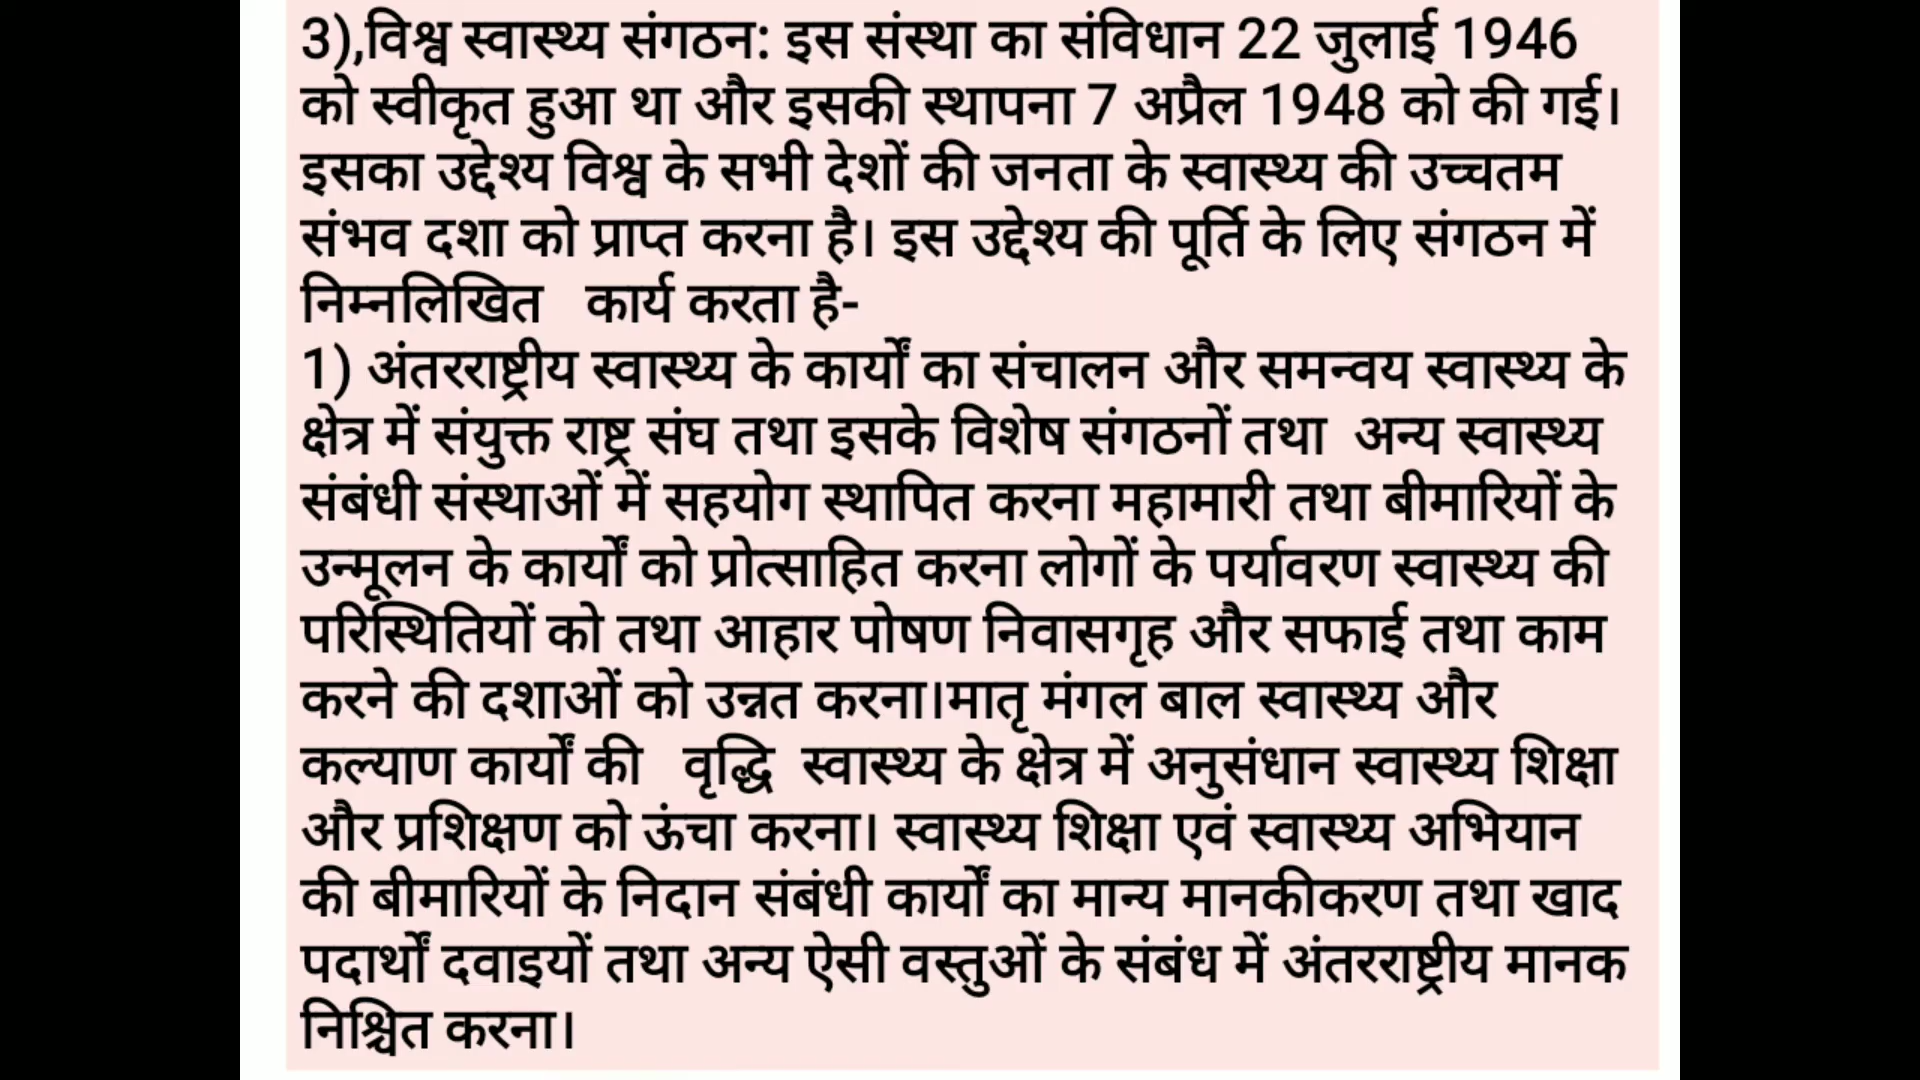 3),विश्व स्वास्थ्य संगठन: इस संस्था का संविधान 22 जुलाई 1946
को स्वीकृत हुआ था और इसकी स्थापना 7 अप्रैल 1948 को की गई।
इसका उद्देश्य विश्व के सभी देशों की जनता के स्वास्थ्य की उच्चतम
संभव दशा को प्राप्त करना है। इस उद्देश्य की पूर्ति के लिए संगठन में
निम्नलिखित   कार्य करता है-
1) अंतरराष्ट्रीय स्वास्थ्य के कार्यों का संचालन और समन्वय स्वास्थ्य के
क्षेत्र में संयुक्त राष्ट्र संघ तथा इसके विशेष संगठनों तथा  अन्य स्वास्थ्य
संबंधी संस्थाओं में सहयोग स्थापित करना महामारी तथा बीमारियों के
उन्मूलन के कार्यों को प्रोत्साहित करना लोगों के पर्यावरण स्वास्थ्य की
परिस्थितियों को तथा आहार पोषण निवासगृह और सफाई तथा काम
करने की दशाओं को उन्नत करना।मातृ मंगल बाल स्वास्थ्य और
कल्याण कार्यों की   वृद्धि  स्वास्थ्य के क्षेत्र में अनुसंधान स्वास्थ्य शिक्षा
और प्रशिक्षण को ऊंचा करना। स्वास्थ्य शिक्षा एवं स्वास्थ्य अभियान
की बीमारियों के निदान संबंधी कार्यों का मान्य मानकीकरण तथा खाद
पदार्थों दवाइयों तथा अन्य ऐसी वस्तुओं के संबंध में अंतरराष्ट्रीय मानक
निश्चित करना।